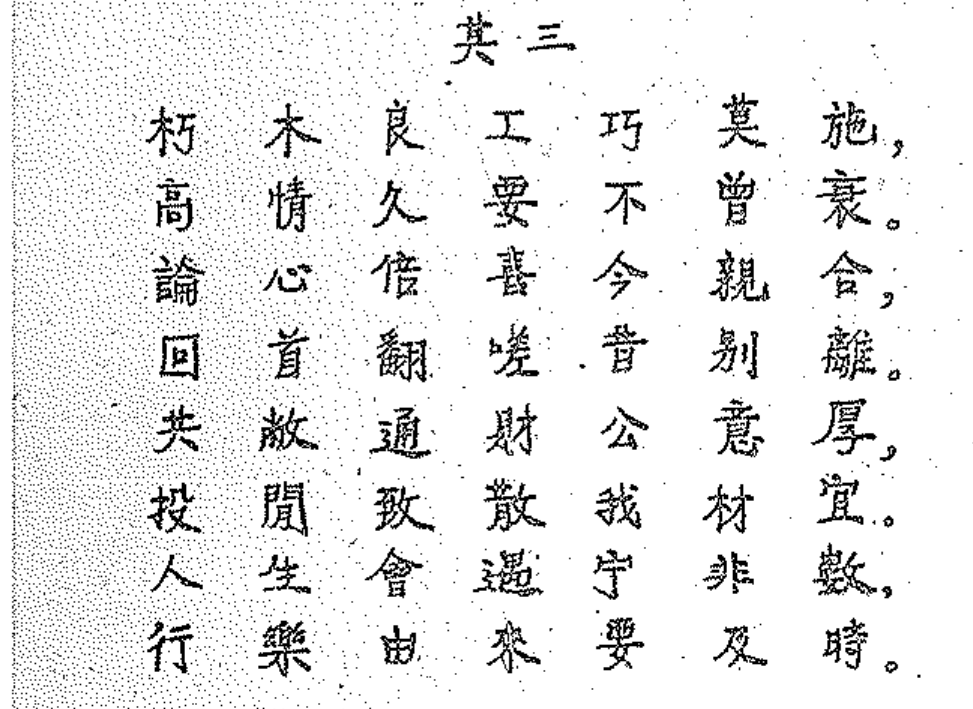 其三
朽木良工巧莫施，
高情久要不曾衰。
論心倍喜今親合，
回首翻嗟昔别離。
共敝通財公意厚，
投閒致散我材宜。
人生會遇宁非數，
行樂由來要及時。